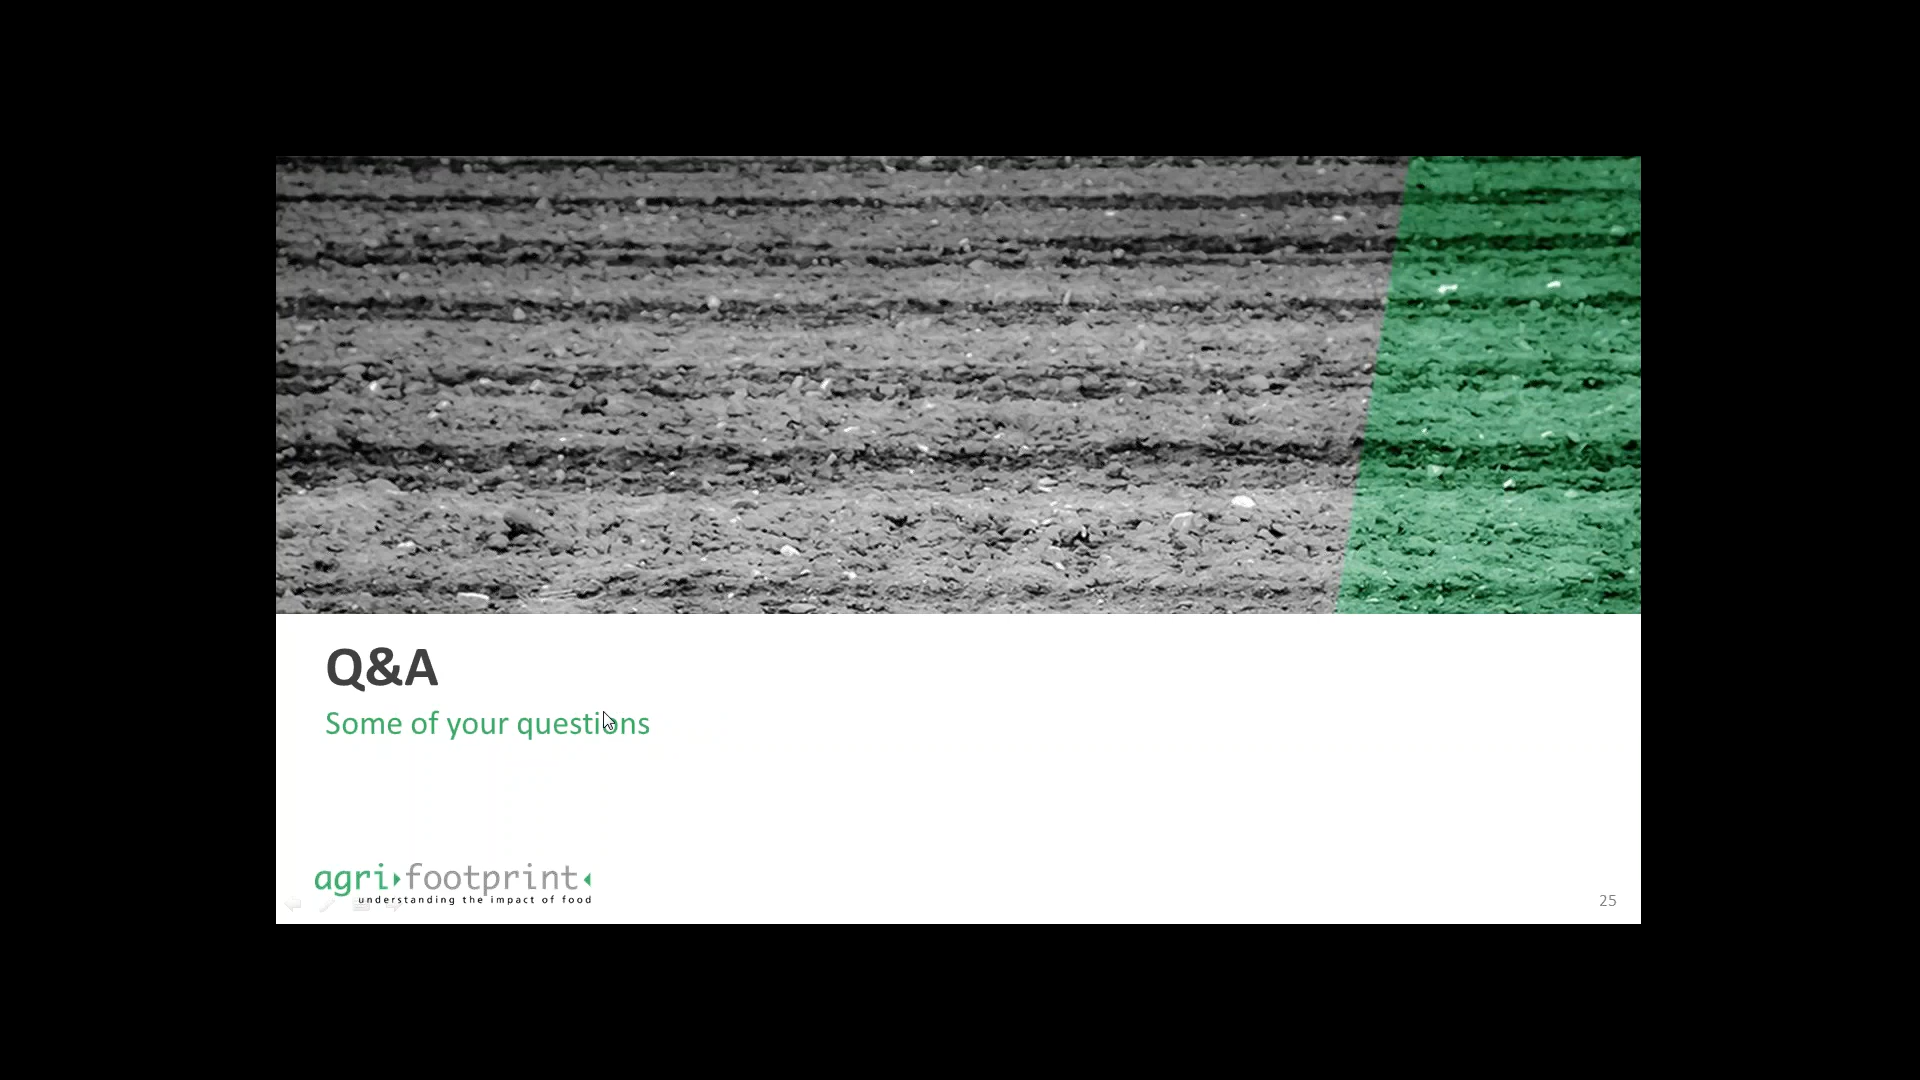 Q&A
Some of your questions
agri footprint
understanding the impact of food
25